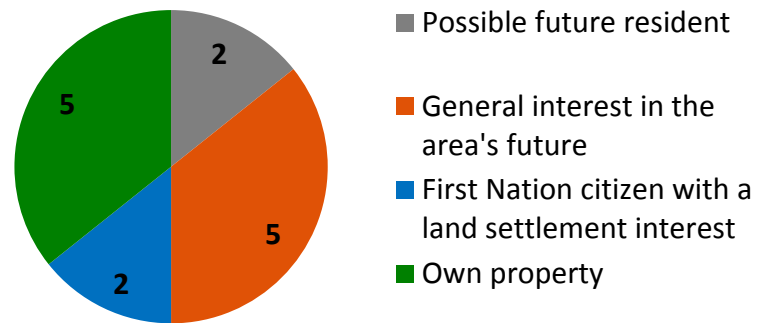 2
5
2
5
Possible future resident
General interest in the
area's future
First Nation citizen with a
land settlement interest
Own property